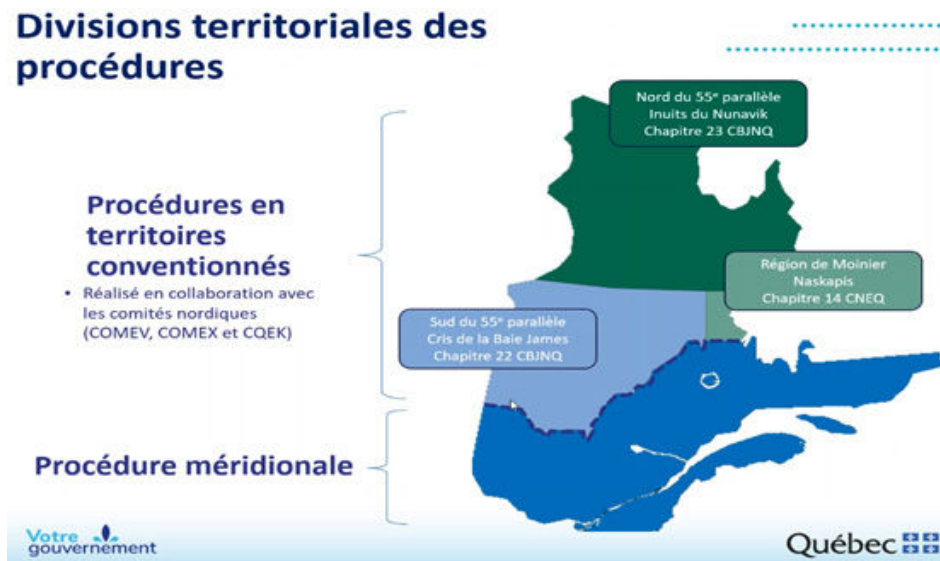 Divisions territoriales des
procédures
Nord du 55e parallèle
Inuits du Nunavik
Chapitre 23 CBJNQ
Procédures en
territoires
conventionnés
• Réalisé en collaboration avec
les comités nordiques
(COMEV, COMEX et CQEK)
Région de Moinier
Naskapis
Chapitre 14 CNEQ
Sud du 55e parallèle
Cris de la Baie James
Chapitre 22 CBJNQ
Procédure méridionale
Votre
gouvernement
Québec